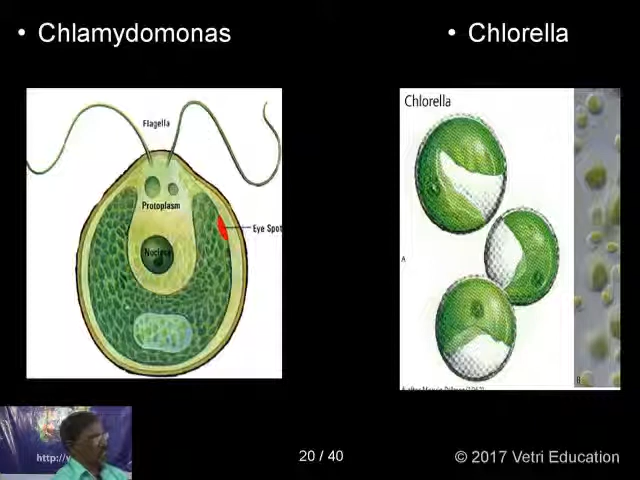 • Chlamydomonas
• Chlorella
Flagella
Protoplasm
Eye Spot
Nucleus
Chlorella
A
B
http://v
20 / 40
© 2017 Vetri Education